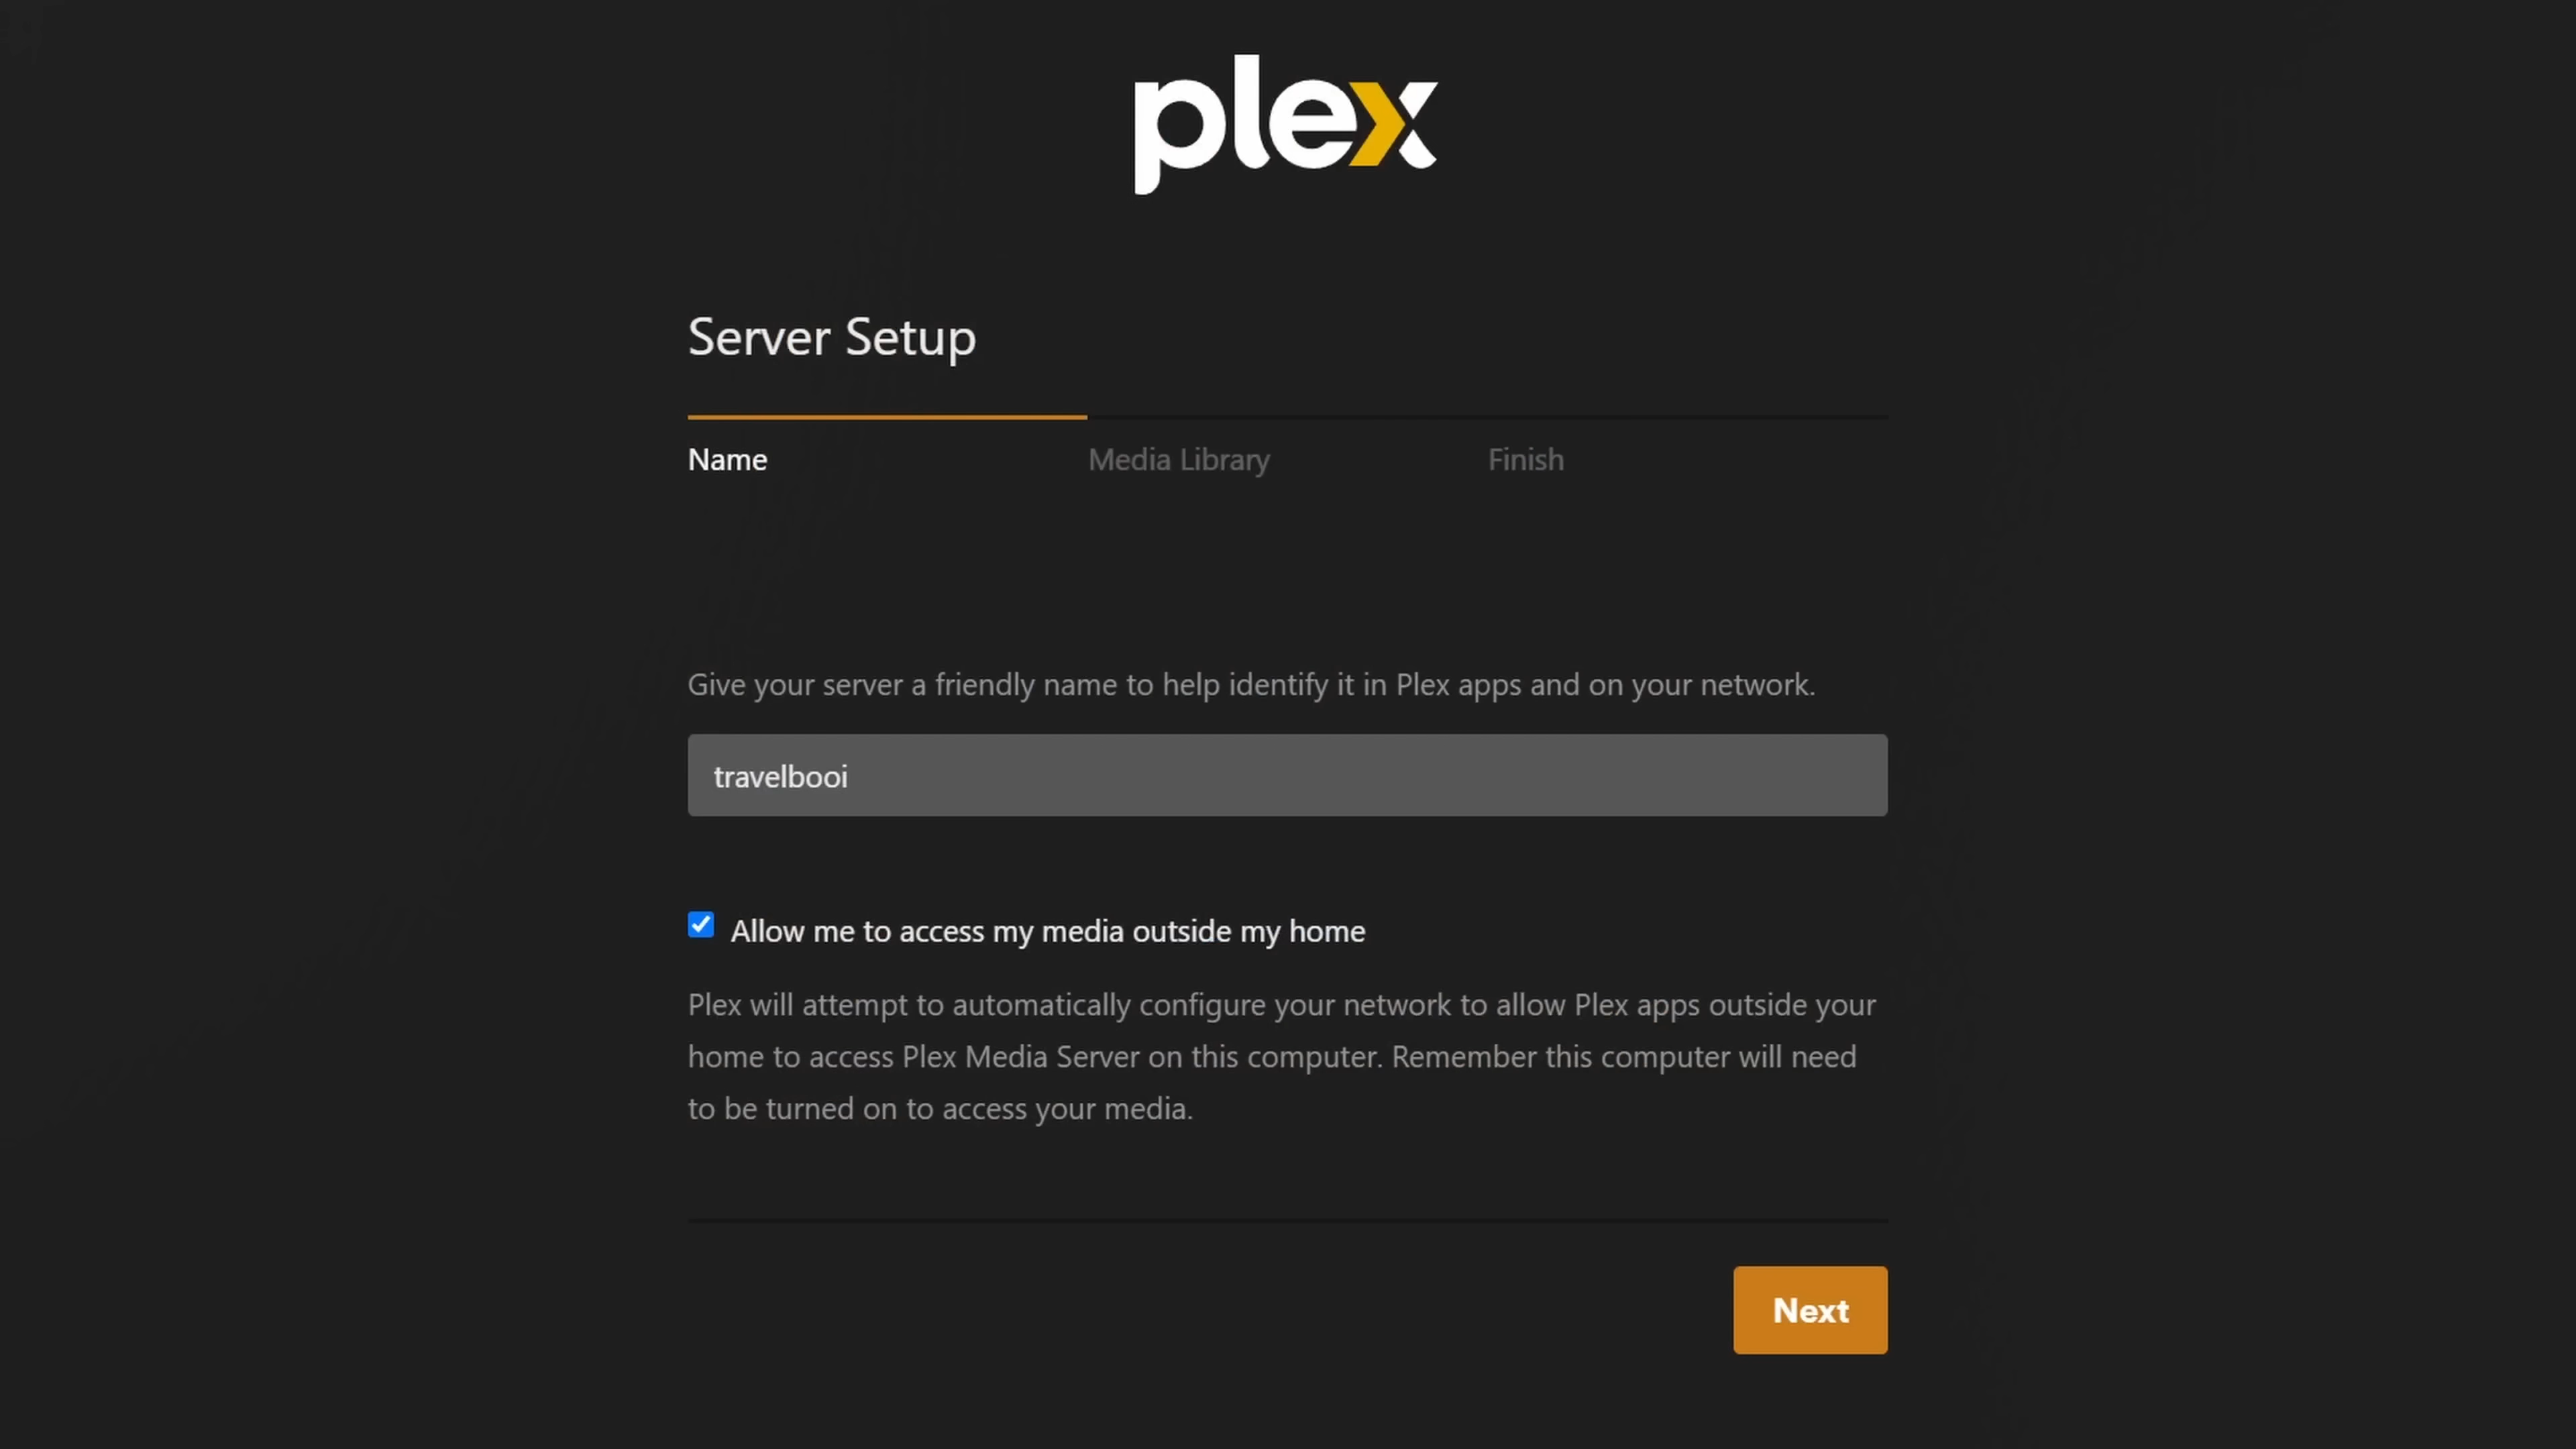 plex
Server Setup
Name
Media Library
Finish
Give your server a friendly name to help identify it in Plex apps and on your network.
travelbooi
Allow me to access my media outside my home
Plex will attempt to automatically configure your network to allow Plex apps outside your
home to access Plex Media Server on this computer. Remember this computer will need
to be turned on to access your media.
Next